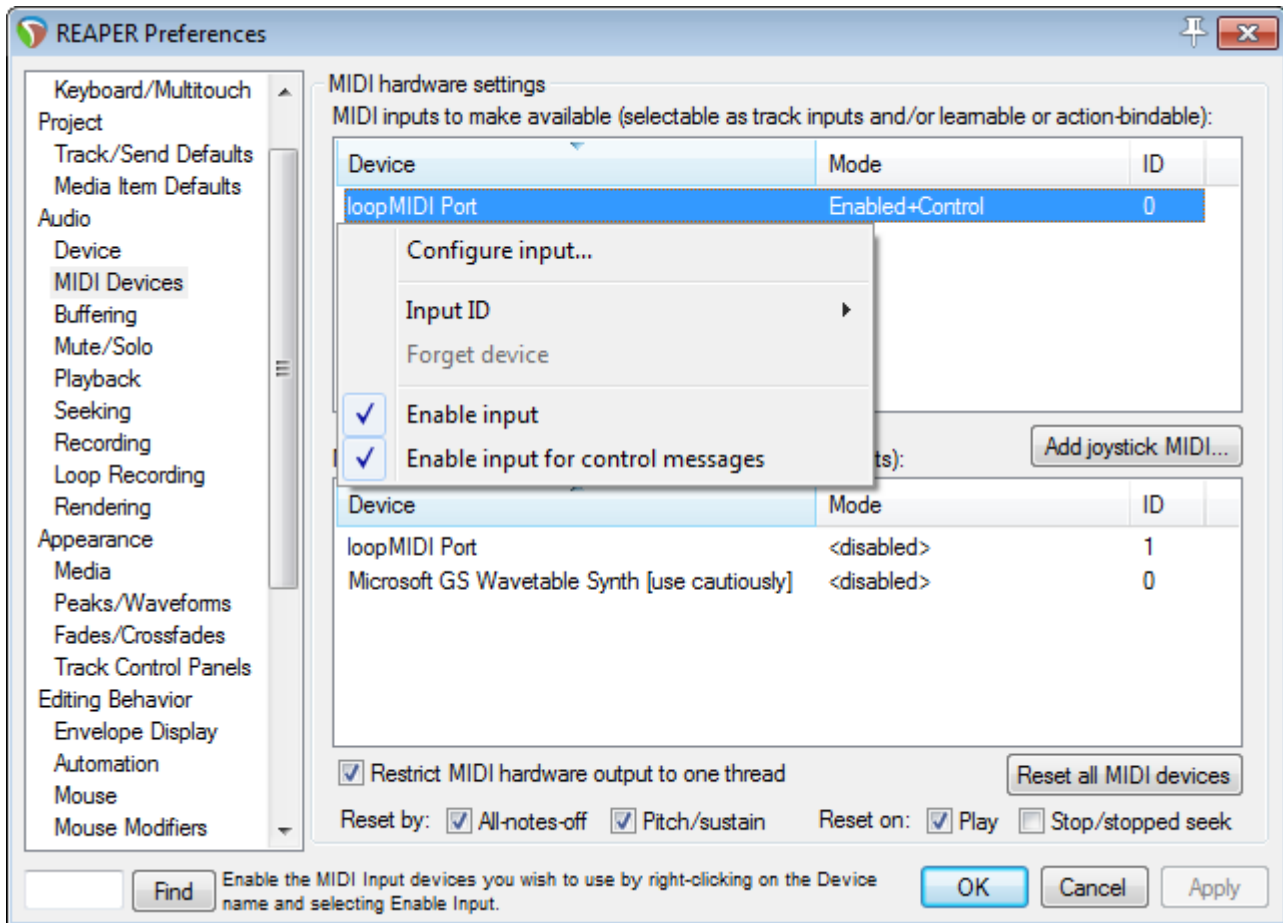 REAPER Preferences
Keyboard/Multitouch
Project
Track/Send Defaults
Media Item Defaults
Audio
Device
MIDI Devices
Buffering
Mute/Solo
Playback
Seeking
Recording
Loop Recording
Rendering
Appearance
Media
Peaks/Waveforms
Fades/Crossfades
Track Control Panels
Editing Behavior
Envelope Display
Automation
Mouse
Mouse Modifiers
MIDI hardware settings
MIDI inputs to make available (selectable as track inputs and/or learnable or action-bindable):
Device Mode ID
loopMIDI Port Enabled+Control 0
Configure input...
Input ID
Forget device
Enable input
Enable input for control messages
ts):
Add joystick MIDI...
Device Mode ID
loopMIDI Port <disabled> 1
Microsoft GS Wavetable Synth [use cautiously] <disabled> 0
Restrict MIDI hardware output to one thread
Reset all MIDI devices
Reset by: All-notes-off Pitch/sustain Reset on: Play Stop/stopped seek
Find
Enable the MIDI Input devices you wish to use by right-clicking on the Device
name and selecting Enable Input.
OK Cancel Apply